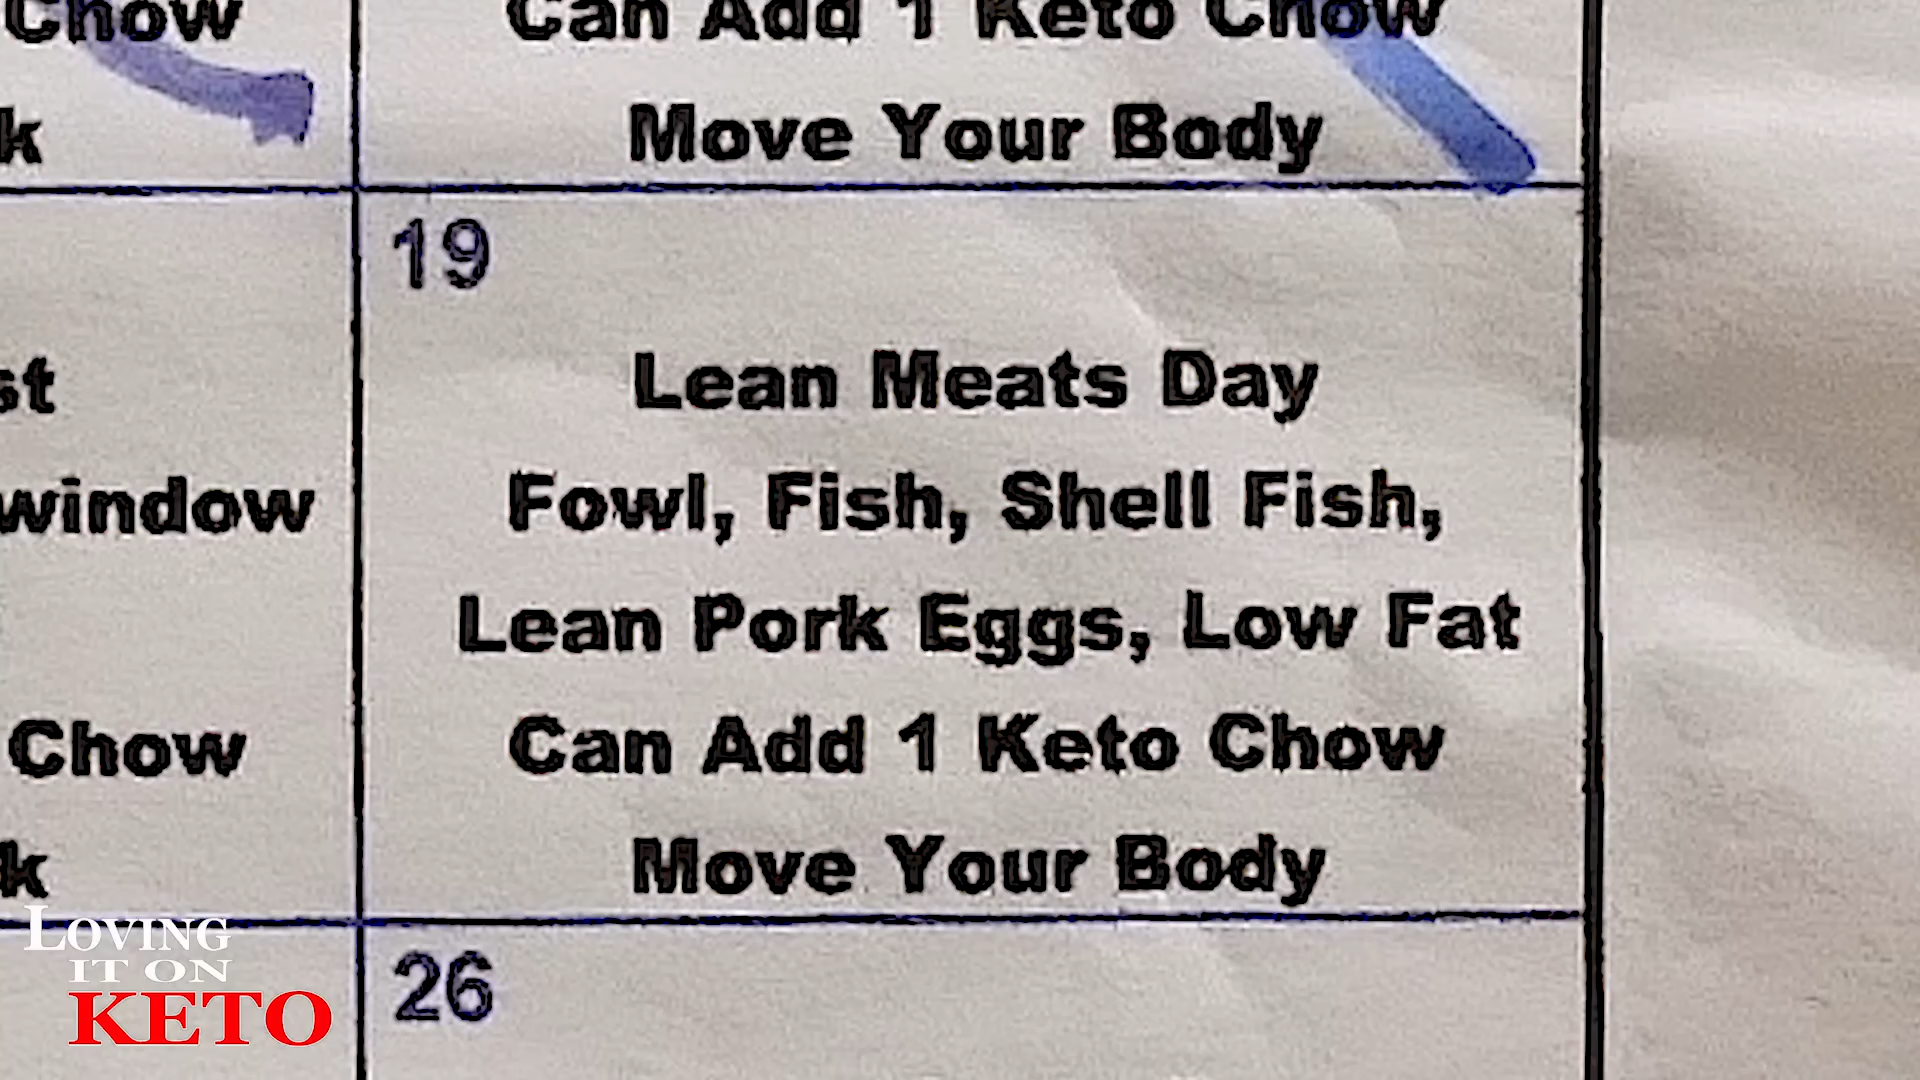 Chow
Can Add 1 Keto Chow
k
Move Your Body
19
Lean Meats Day
st
Fowl, Fish, Shell Fish,
window
Lean Pork Eggs, Low Fat
Can Add 1 Keto Chow
Chow
Move Your Body
k
26
LOVING
IT ON
KETO